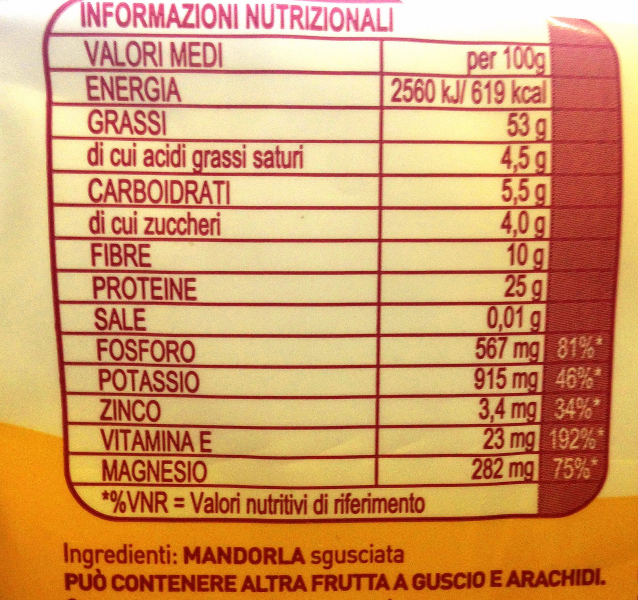 INFORMAZIONI NUTRIZIONALI
VALORI MEDI per 100g
ENERGIA 2560 kJ/ 619 kcal
GRASSI 53 g
di cui acidi grassi saturi 4,5 g
CARBOIDRATI 5,5 g
di cui zuccheri 4,0 g
FIBRE 10 g
PROTEINE 25 g
SALE 0,01 g
FOSFORO 567 mg 81%*
POTASSIO 915 mg 46%*
ZINCO 3,4 mg 34%*
VITAMINA E 23 mg 192%*
MAGNESIO 282 mg 75%*
*%VNR = Valori nutritivi di riferimento
Ingredienti: MANDORLA sgusciata
PUÒ CONTENERE ALTRA FRUTTA A GUSCIO E ARACHIDI.